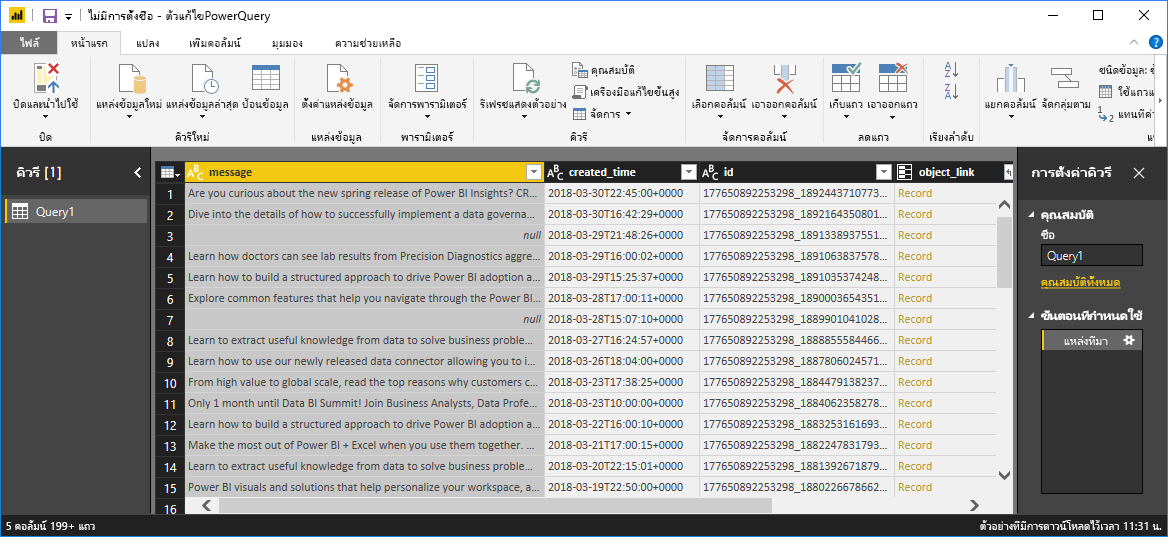 ไม่มีการตั้งชื่อ - ตัวแก้ไขPowerQuery
ไฟล์ หน้าแรก แปลง เพิ่มคอลัมน์ มุมมอง ความช่วยเหลือ
ปิดและนำไปใช้ แหล่งข้อมูลใหม่ แหล่งข้อมูลล่าสุด ป้อนข้อมูล ตั้งค่าแหล่งข้อมูล จัดการพารามิเตอร์ รีเฟรชแสดงตัวอย่าง คุณสมบัติ เครื่องมือแก้ไขขั้นสูง จัดการ เลือกคอลัมน์ เอาออกคอลัมน์ เก็บแถว เอาออกแถว แยกคอลัมน์ จัดกลุ่มตาม ชนิดข้อมูล: ใช้แถวแ แทนที่ค่า
ปิด คิวรีใหม่ แหล่งข้อมูล พารามิเตอร์ คิวรี จัดการคอลัมน์ ลดแถว เรียงลำดับ แปล
คิวรี [1]
Query1
message created_time id object_link
1 Are you curious about the new spring release of Power BI Insights? CR... 2018-03-30T22:45:00+0000 177650892253298_1892443710773... Record
2 Dive into the details of how to successfully implement a data governa... 2018-03-30T16:42:29+0000 177650892253298_1892164350801... Record
3 null 2018-03-29T21:48:26+0000 177650892253298_1891338937551... Record
4 Learn how doctors can see lab results from Precision Diagnostics aggre... 2018-03-29T16:00:02+0000 177650892253298_1891063837578... Record
5 Learn how to build a structured approach to drive Power BI adoption a... 2018-03-29T15:25:37+0000 177650892253298_1891035374248... Record
6 Explore common features that help you navigate through the Power BI... 2018-03-28T17:00:11+0000 177650892253298_1890003654351... Record
7 null 2018-03-28T15:07:10+0000 177650892253298_1889901041028... Record
8 Learn to extract useful knowledge from data to solve business proble... 2018-03-27T16:24:57+0000 177650892253298_1888855584466... Record
9 Learn how to use our newly released data connector allowing you to i... 2018-03-26T18:04:00+0000 177650892253298_1887806024571... Record
10 From high value to global scale, read the top reasons why customers c... 2018-03-23T17:38:25+0000 177650892253298_1884479138237... Record
11 Only 1 month until Data BI Summit! Join Business Analysts, Data Profe... 2018-03-23T10:00:00+0000 177650892253298_1884062358278... Record
12 Learn how to build a structured approach to drive Power BI adoption a... 2018-03-22T16:00:10+0000 177650892253298_1883253161693... Record
13 Make the most out of Power BI + Excel when you use them together. ... 2018-03-21T17:00:15+0000 177650892253298_1882247831793... Record
14 Learn to extract useful knowledge from data to solve business proble... 2018-03-20T22:15:01+0000 177650892253298_1881392671879... Record
15 Power BI visuals and solutions that help personalize your workspace, a... 2018-03-19T22:50:00+0000 177650892253298_1880226678662... Record
16
การตั้งค่าคิวรี
คุณสมบัติ
ชื่อ
Query1
คุณสมบัติทั้งหมด
ขั้นตอนที่กำหนดใช้
แหล่งที่มา
5 คอลัมน์ 199+ แถว ตัวอย่างที่มีการดาวน์โหลดไว้เวลา 11:31 น.